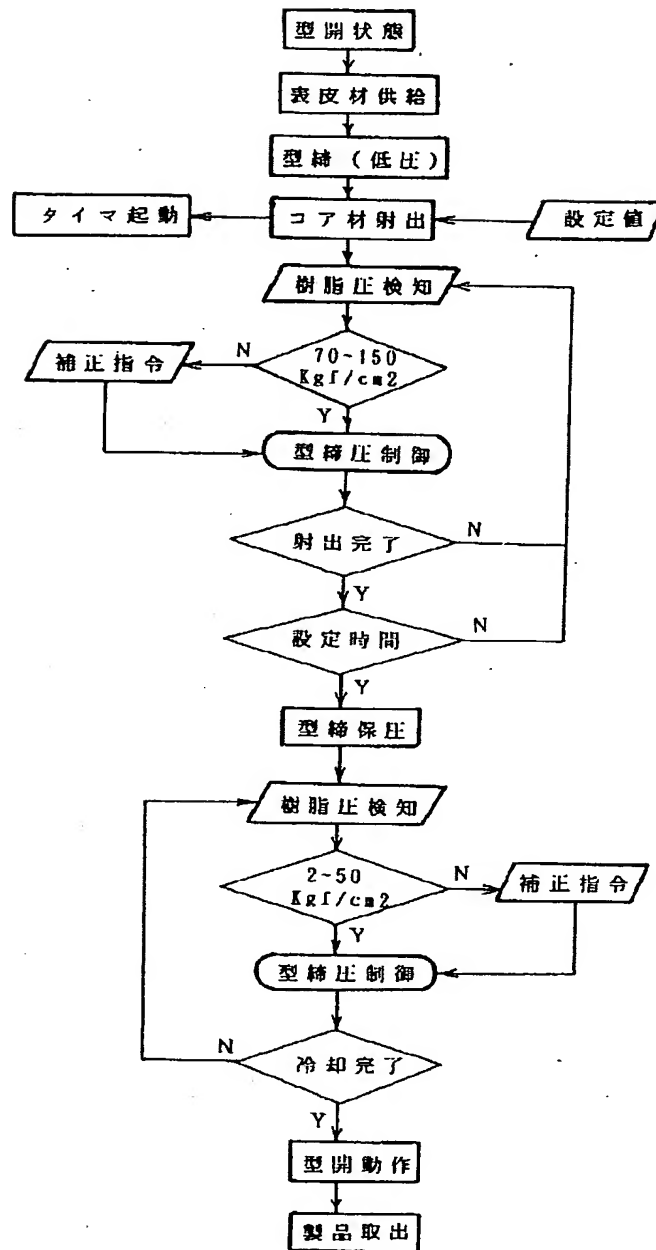 型開状態
表皮材供給
型締(低圧)
タイマ起動
コア材射出
設定値
樹脂圧検知
補正指令
N
70~150
Kgf/cm2
Y
型締圧制御
射出完了
N
Y
設定時間
N
Y
型締保圧
樹脂圧検知
2~50
Kgf/cm2
N
補正指令
Y
型締圧制御
N
冷却完了
Y
型開動作
製品取出